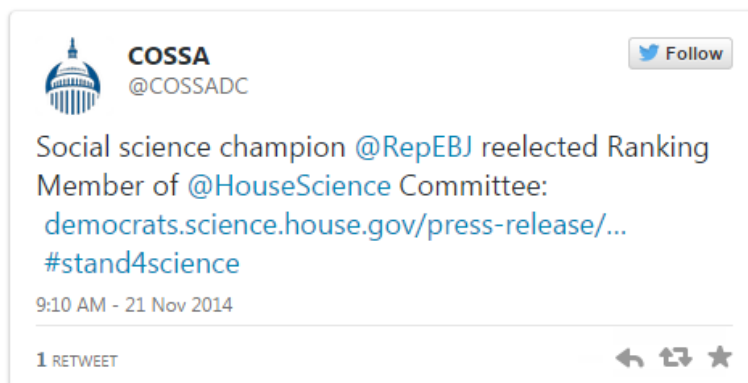 COSSA
@COSSADC
Follow
Social science champion @RepEBJ reelected Ranking
Member of @HouseScience Committee:
democrats.science.house.gov/press-release/...
#stand4science
9:10 AM - 21 Nov 2014
1 RETWEET